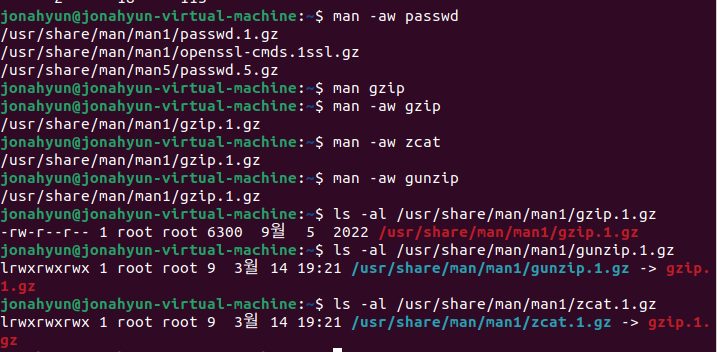 jonahyun@jonahyun-virtual-machine:~$ man -aw passwd
/usr/share/man/man1/passwd.1.gz
/usr/share/man/man1/openssl-cmds.1ssl.gz
/usr/share/man/man5/passwd.5.gz
jonahyun@jonahyun-virtual-machine:~$ man gzip
jonahyun@jonahyun-virtual-machine:~$ man -aw gzip
/usr/share/man/man1/gzip.1.gz
jonahyun@jonahyun-virtual-machine:~$ man -aw zcat
/usr/share/man/man1/gzip.1.gz
jonahyun@jonahyun-virtual-machine:~$ man -aw gunzip
/usr/share/man/man1/gzip.1.gz
jonahyun@jonahyun-virtual-machine:~$ ls -al /usr/share/man/man1/gzip.1.gz
-rw-r--r-- 1 root root 6300  9월  5  2022 /usr/share/man/man1/gzip.1.gz
jonahyun@jonahyun-virtual-machine:~$ ls -al /usr/share/man/man1/gunzip.1.gz
lrwxrwxrwx 1 root root 9  3월 14 19:21 /usr/share/man/man1/gunzip.1.gz -> gzip.
1.gz
jonahyun@jonahyun-virtual-machine:~$ ls -al /usr/share/man/man1/zcat.1.gz
lrwxrwxrwx 1 root root 9  3월 14 19:21 /usr/share/man/man1/zcat.1.gz -> gzip.1.
gz